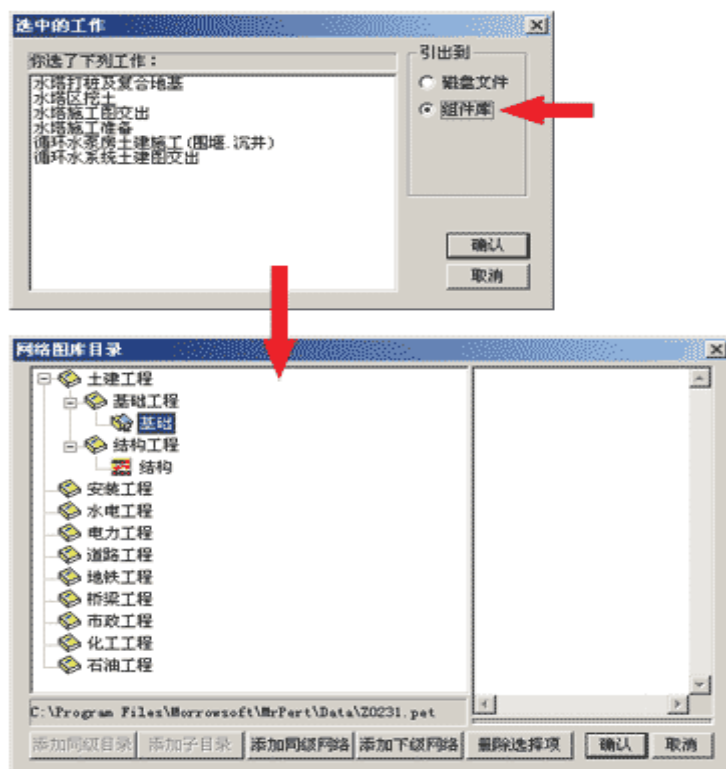 选中的工作
你选了下列工作：
水塔打桩及复合地基
水塔区挖土
水塔施工图交出
水塔施工准备
循环水泵房土建施工(围堰.沉井)
循环水系统土建图交出
引出到
磁盘文件
组件库
确认
取消
网络图库目录
土建工程
基础工程
基础
结构工程
结构
安装工程
水电工程
电力工程
道路工程
地铁工程
桥梁工程
市政工程
化工工程
石油工程
C:\Program Files\Morrowsoft\MrPert\Data\Z0231.pet
添加同级目录 添加子目录 添加同级网络 添加下级网络 删除选择项 确认 取消